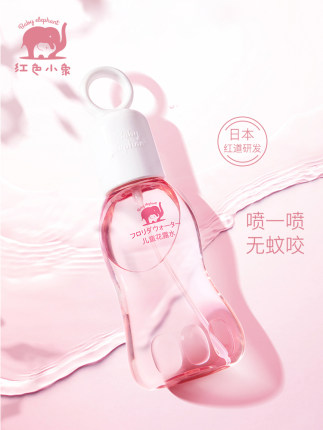 Baby elephant
红色小象
日本
红道研发
喷一喷
无蚊咬
フロリダウォーター
儿童花露水